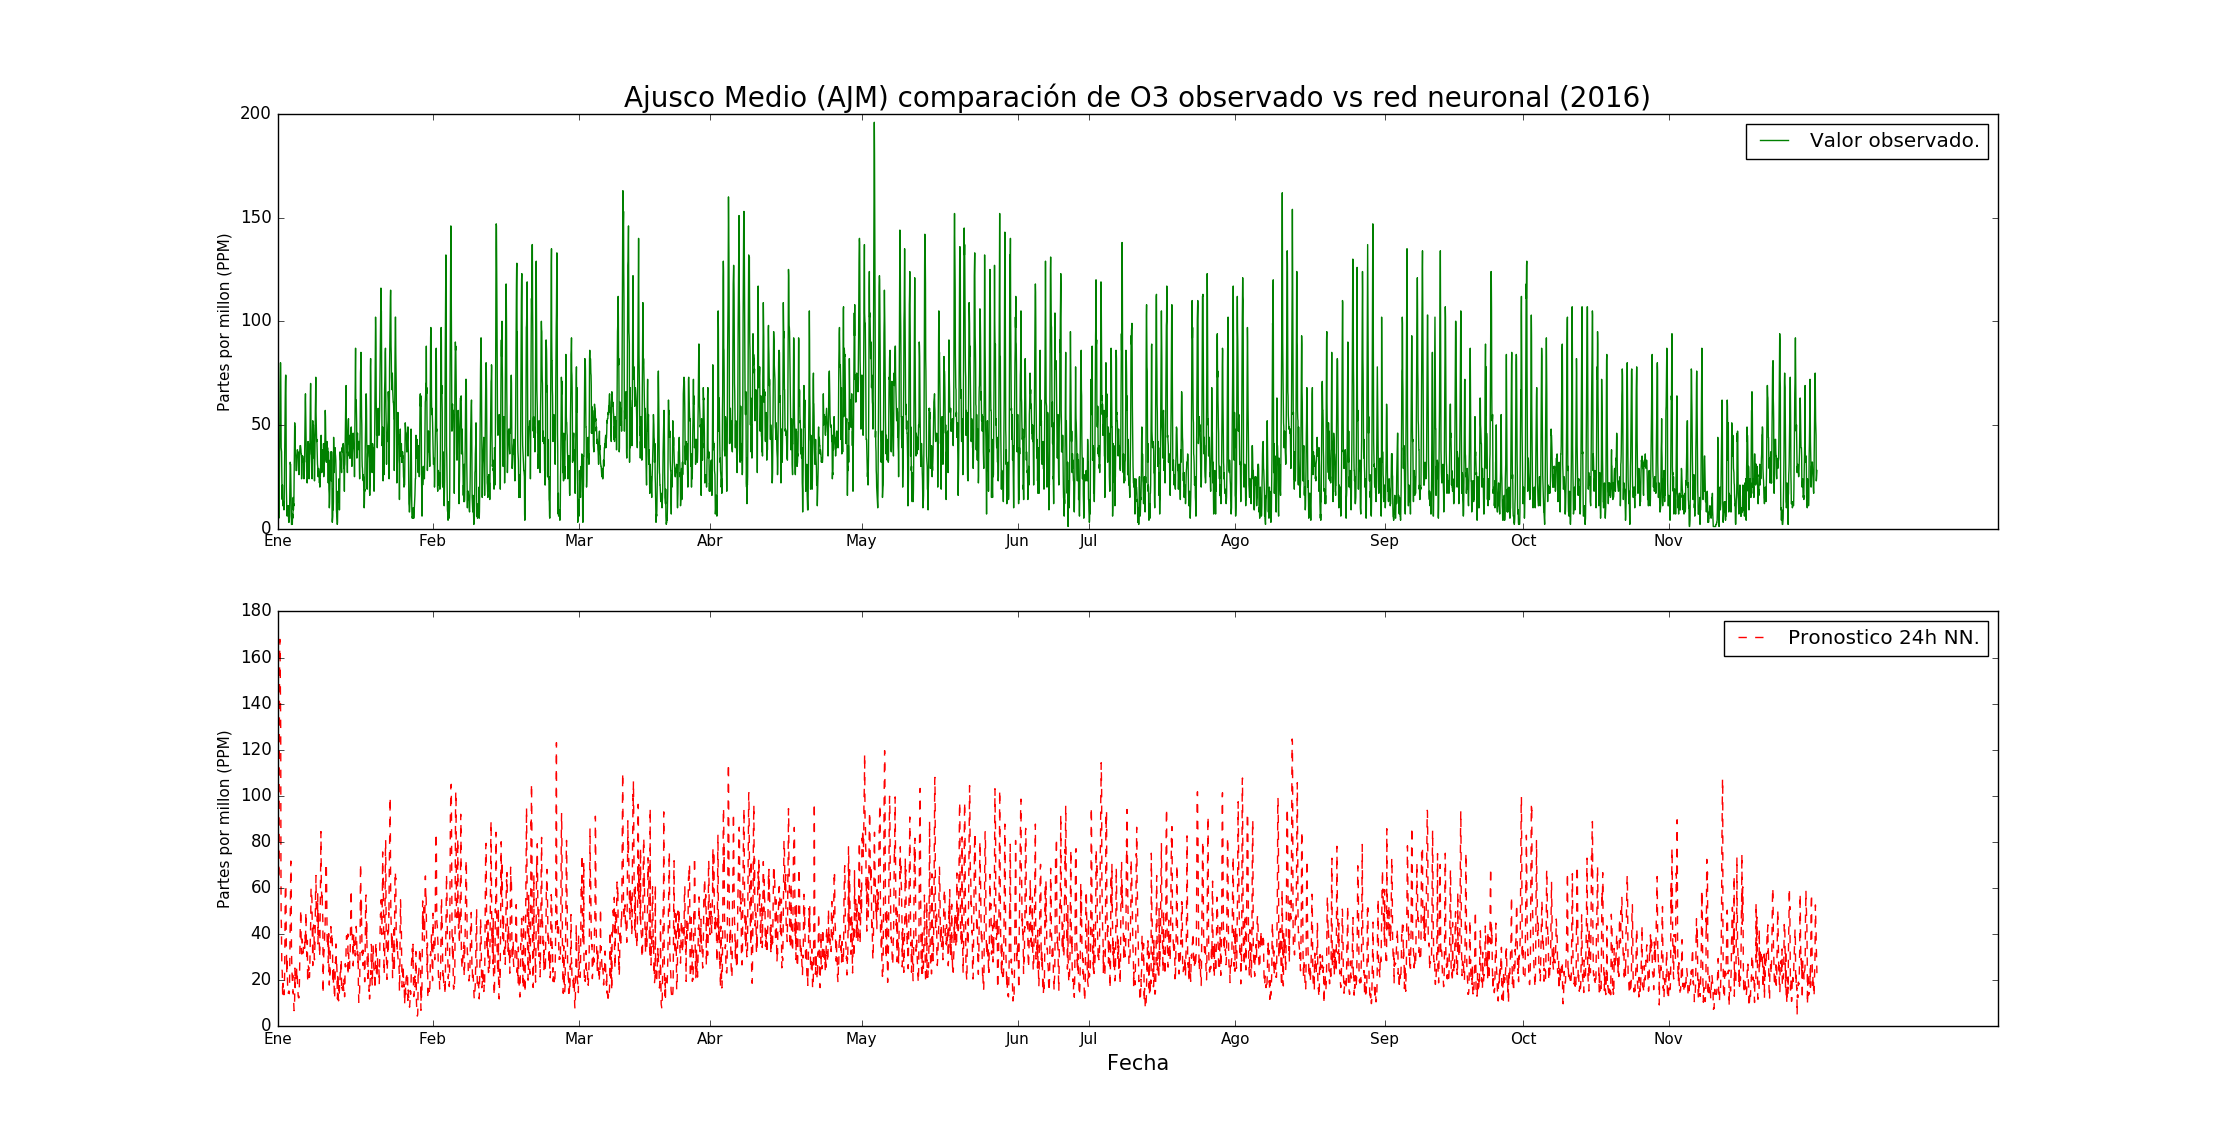 Ajusco Medio (AJM) comparación de O3 observado vs red neuronal (2016)
200
150
100
50
0
Partes por millon (PPM)
Valor observado.
Ene Feb Mar Abr May Jun Jul Ago Sep Oct Nov
180
160
140
120
100
80
60
40
20
0
Partes por millon (PPM)
Pronostico 24h NN.
Ene Feb Mar Abr May Jun Jul Ago Sep Oct Nov
Fecha